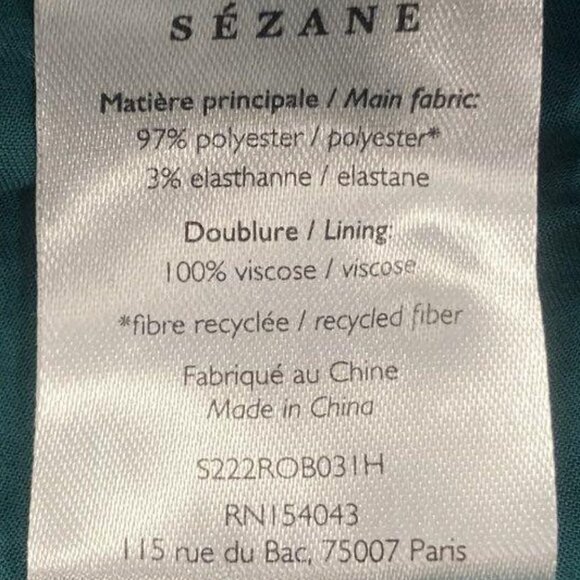 SÉZANE
Matière principale / Main fabric:
97% polyester / polyester*
3% elasthanne / elastane
Doublure / Lining:
100% viscose / viscose
*fibre recyclée / recycled fiber
Fabriqué au Chine
Made in China
S222ROB031H
RN154043
115 rue du Bac, 75007 Paris